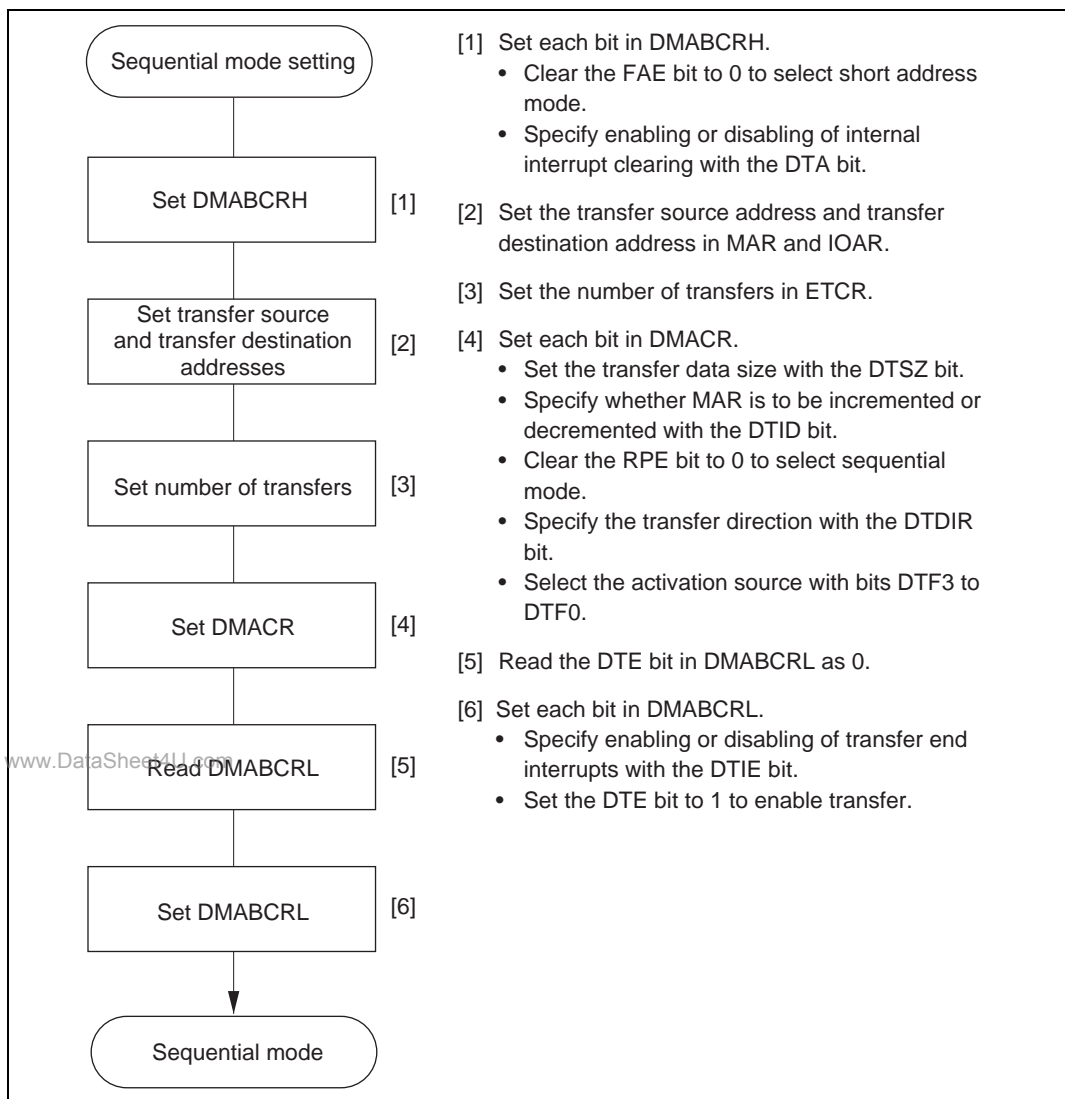 Sequential mode setting
Set DMABCRH
[1]
Set transfer source
and transfer destination
addresses
[2]
Set number of transfers
[3]
Set DMACR
[4]
Read DMABCRL
[5]
Set DMABCRL
[6]
Sequential mode
www.DataSheet4U.com
[1] Set each bit in DMABCRH.
• Clear the FAE bit to 0 to select short address
mode.
• Specify enabling or disabling of internal
interrupt clearing with the DTA bit.
[2] Set the transfer source address and transfer
destination address in MAR and IOAR.
[3] Set the number of transfers in ETCR.
[4] Set each bit in DMACR.
• Set the transfer data size with the DTSZ bit.
• Specify whether MAR is to be incremented or
decremented with the DTID bit.
• Clear the RPE bit to 0 to select sequential
mode.
• Specify the transfer direction with the DTDIR
bit.
• Select the activation source with bits DTF3 to
DTF0.
[5] Read the DTE bit in DMABCRL as 0.
[6] Set each bit in DMABCRL.
• Specify enabling or disabling of transfer end
interrupts with the DTIE bit.
• Set the DTE bit to 1 to enable transfer.